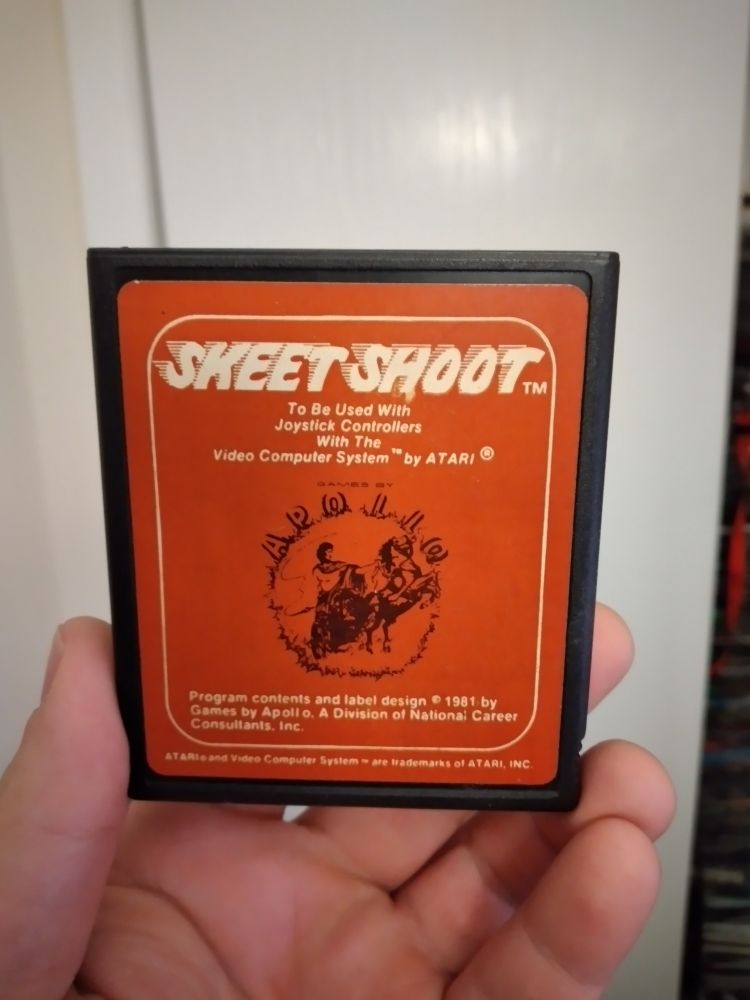 SKEET SHOOT™
To Be Used With
Joystick Controllers
With The
Video Computer System™ by ATARI®
GAMES BY
APOLLO
Program contents and label design © 1981 by
Games by Apollo. A Division of National Career
Consultants, Inc.
ATARI® and Video Computer System™ are trademarks of ATARI, INC.